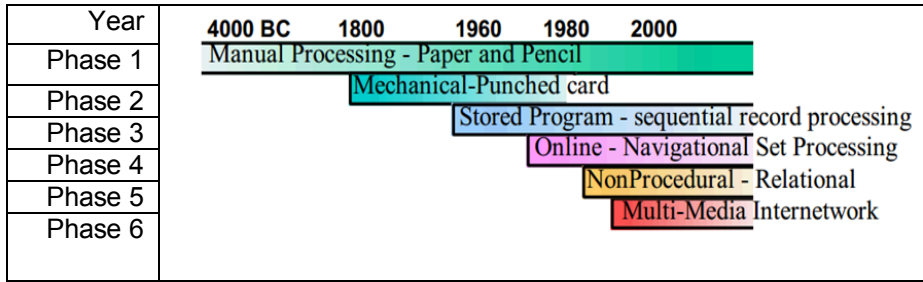 Year
4000 BC 1800 1960 1980 2000
Phase 1
Manual Processing - Paper and Pencil
Phase 2
Mechanical-Punched card
Phase 3
Stored Program - sequential record processing
Phase 4
Online - Navigational Set Processing
Phase 5
NonProcedural - Relational
Phase 6
Multi-Media Internetwork